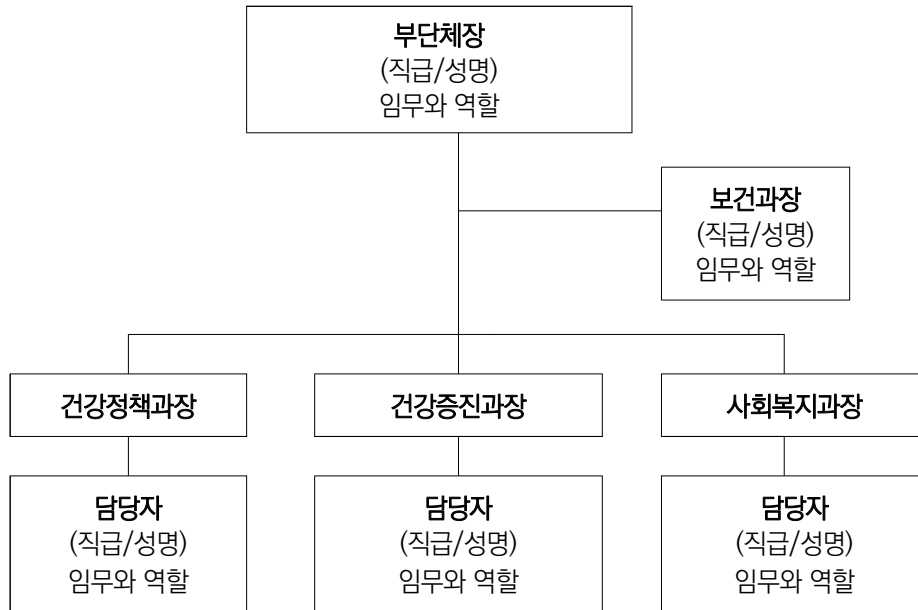 부단체장
(직급/성명)
임무와 역할
보건과장
(직급/성명)
임무와 역할
건강정책과장
건강증진과장
사회복지과장
담당자
(직급/성명)
임무와 역할
담당자
(직급/성명)
임무와 역할
담당자
(직급/성명)
임무와 역할